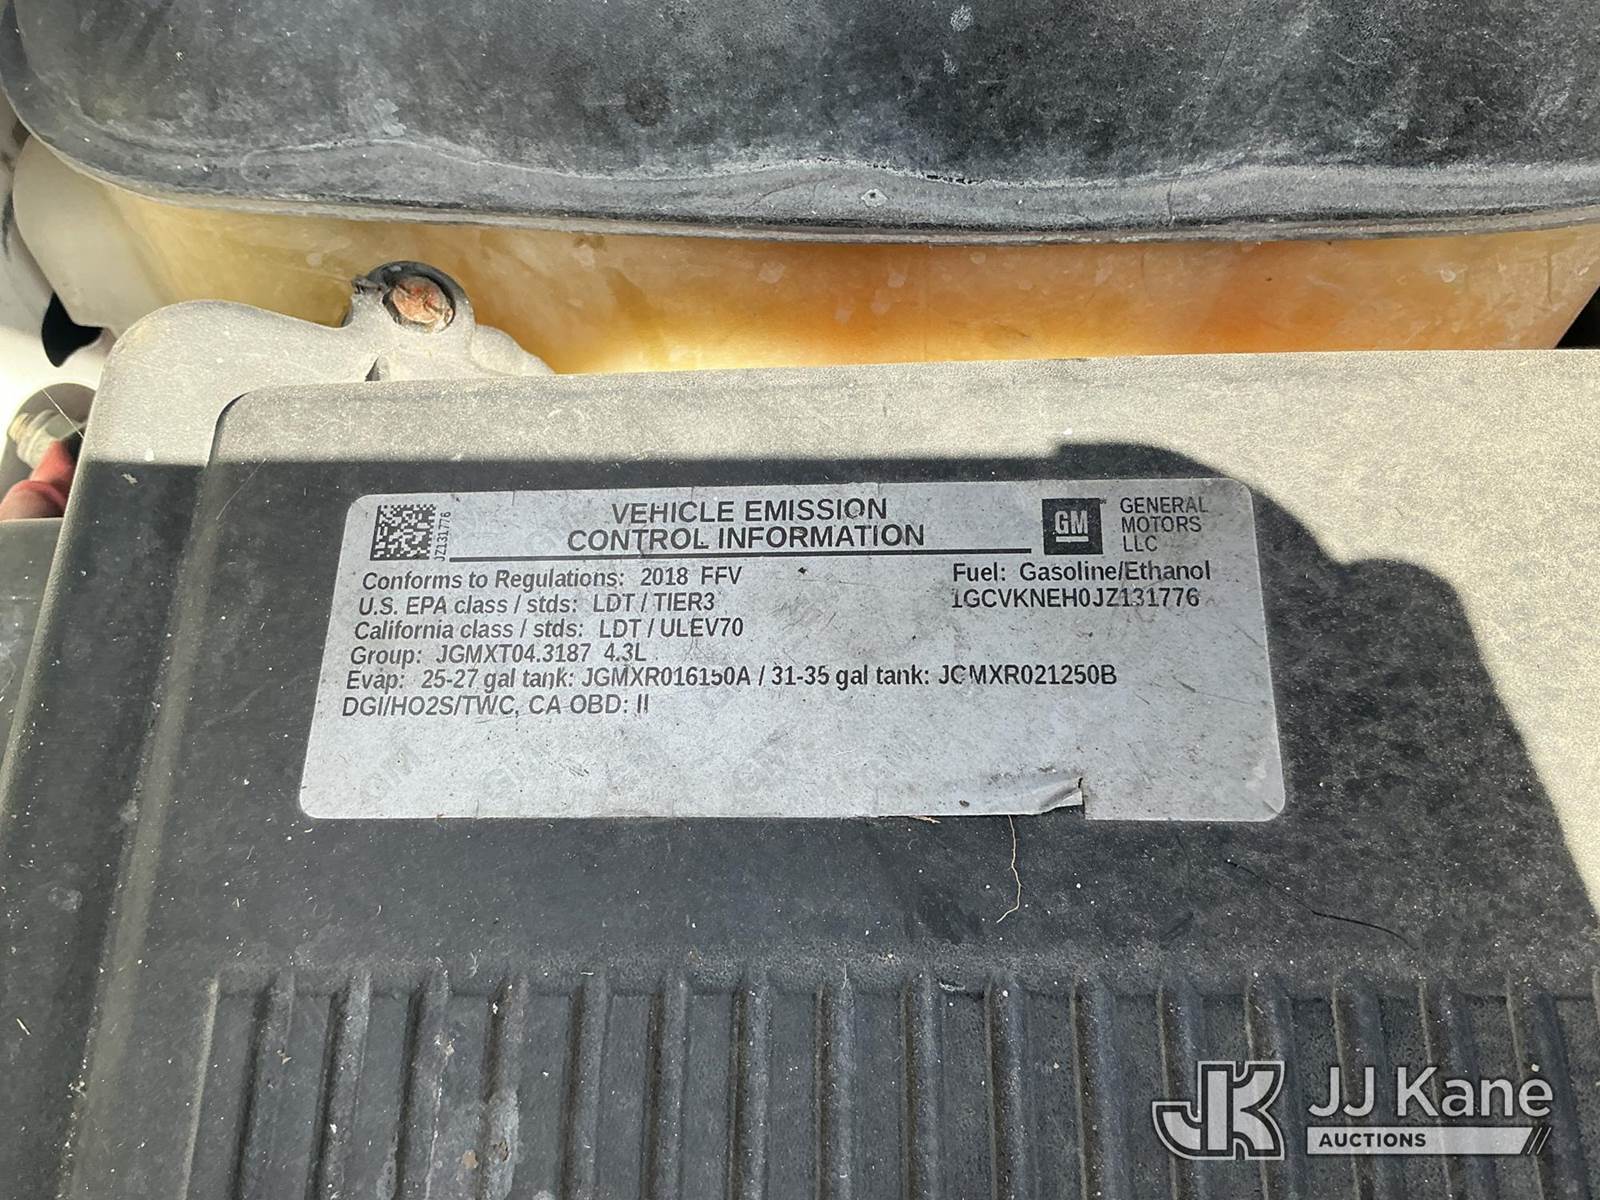 JZ131776
VEHICLE EMISSION
CONTROL INFORMATION
GM
GENERAL
MOTORS
LLC
Conforms to Regulations: 2018 FFV
Fuel: Gasoline/Ethanol
U.S. EPA class / stds: LDT / TIER3
1GCVKNEH0JZ131776
California class / stds: LDT / ULEV70
Group: JGMXT04.3187 4.3L
Evap: 25-27 gal tank: JGMXR016150A / 31-35 gal tank: JGMXR021250B
DGI/HO2S/TWC, CA OBD: II
JK JJ Kane
AUCTIONS